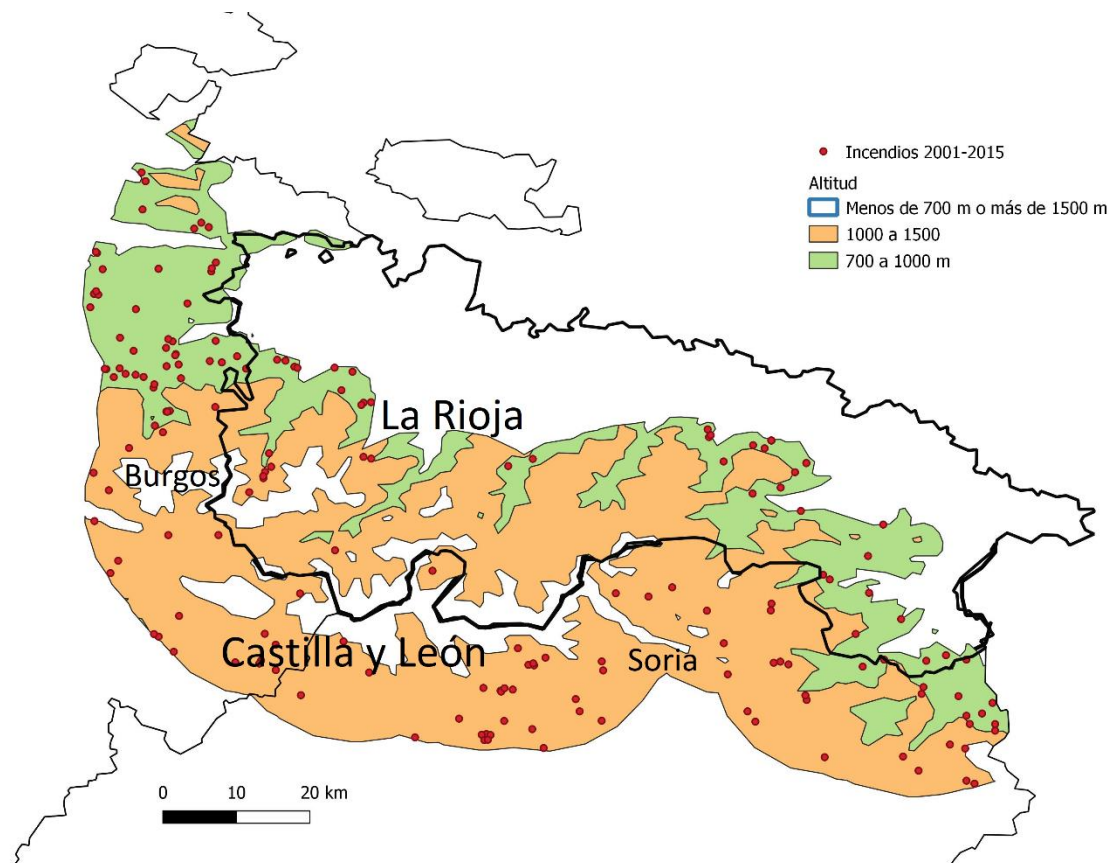 Incendios 2001-2015
Altitud
Menos de 700 m o más de 1500 m
1000 a 1500
700 a 1000 m
La Rioja
Burgos
Castilla y León
Soria
0 10 20 km